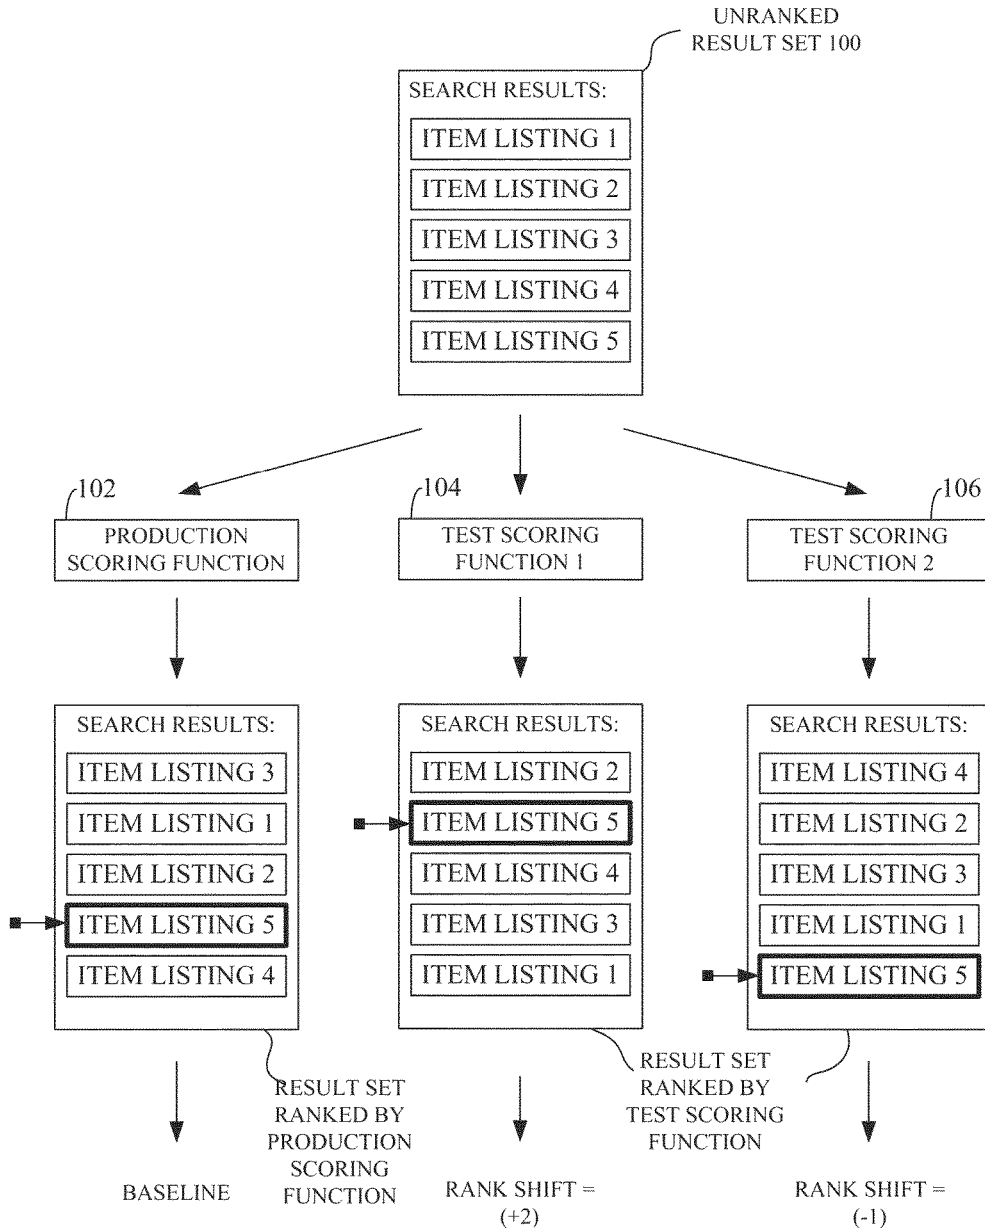 UNRANKED
RESULT SET 100
SEARCH RESULTS:
ITEM LISTING 1
ITEM LISTING 2
ITEM LISTING 3
ITEM LISTING 4
ITEM LISTING 5
102
PRODUCTION
SCORING FUNCTION
104
TEST SCORING
FUNCTION 1
106
TEST SCORING
FUNCTION 2
SEARCH RESULTS:
ITEM LISTING 3
ITEM LISTING 1
ITEM LISTING 2
ITEM LISTING 5
ITEM LISTING 4
SEARCH RESULTS:
ITEM LISTING 2
ITEM LISTING 5
ITEM LISTING 4
ITEM LISTING 3
ITEM LISTING 1
SEARCH RESULTS:
ITEM LISTING 4
ITEM LISTING 2
ITEM LISTING 3
ITEM LISTING 1
ITEM LISTING 5
RESULT SET
RANKED BY
PRODUCTION
SCORING
FUNCTION
RESULT SET
RANKED BY
TEST SCORING
FUNCTION
BASELINE
RANK SHIFT =
(+2)
RANK SHIFT =
(-1)